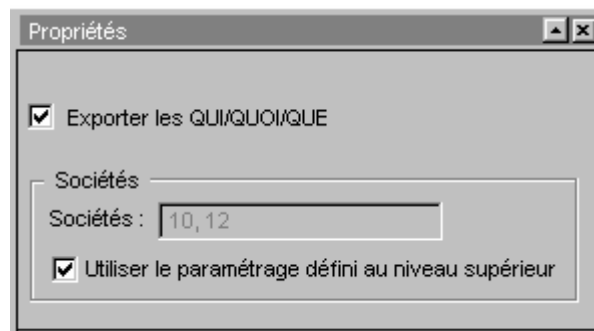 Propriétés
Exporter les QUI/QUOI/QUE
Sociétés
Sociétés : 10, 12
Utiliser le paramétrage défini au niveau supérieur